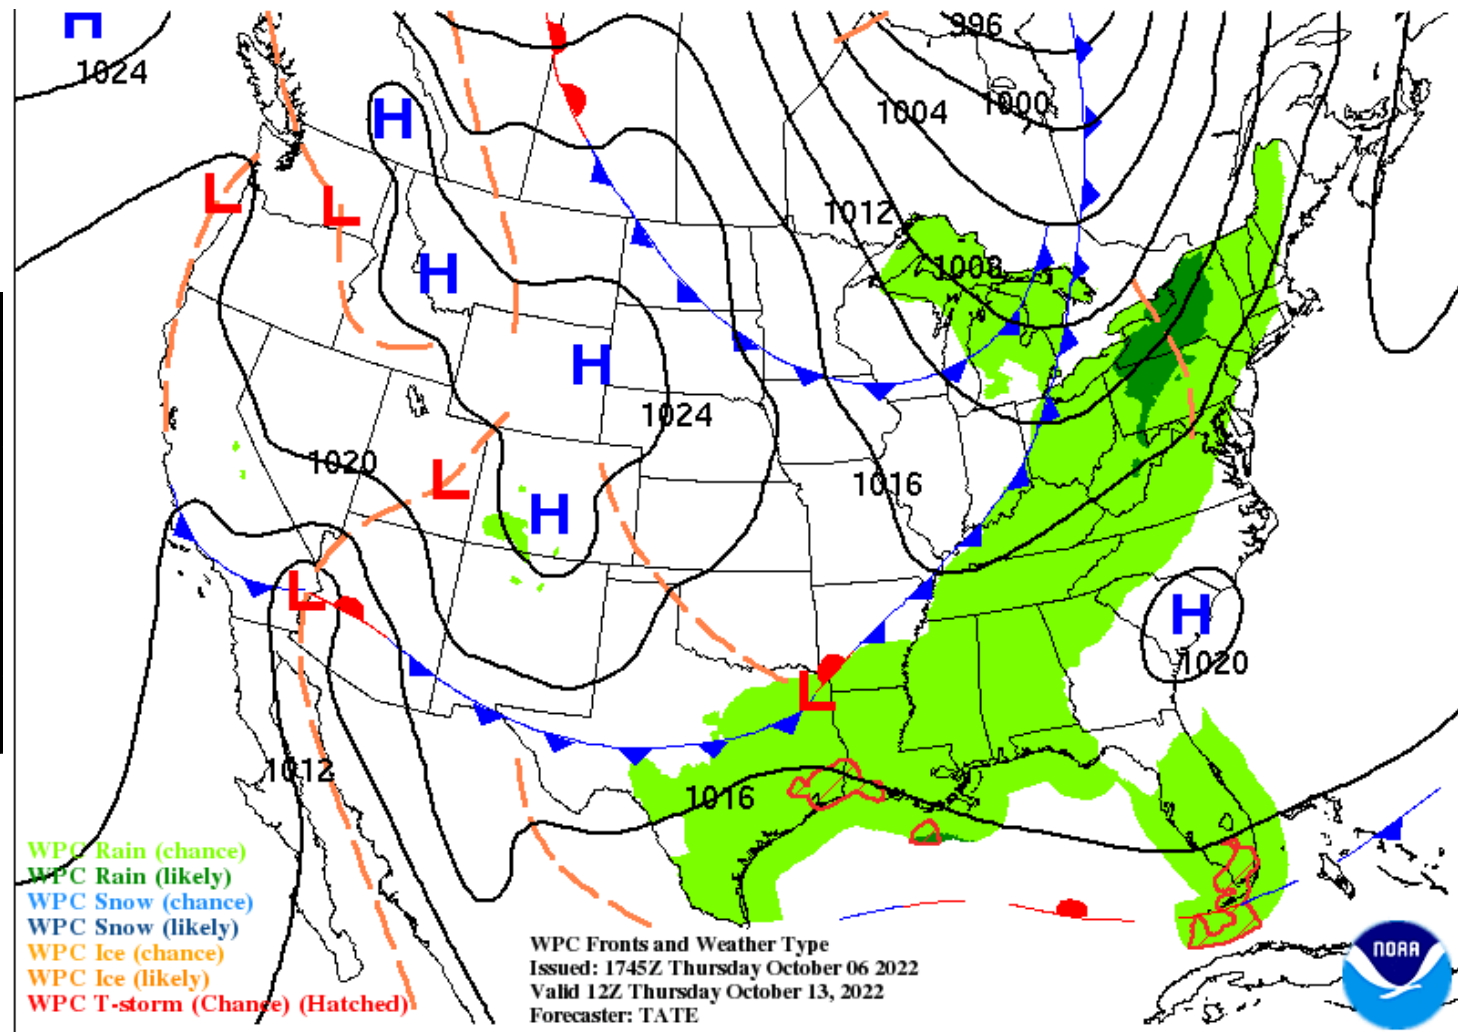 H
996
1024
1004
1000
H
1012
L
L
1008
H
H
1024
1020
1016
L
H
L
H
1020
L
1012
1016
WPC Rain (chance)
WPC Rain (likely)
WPC Snow (chance)
WPC Snow (likely)
WPC Ice (chance)
WPC Ice (likely)
WPC T-storm (Chance) (Hatched)
WPC Fronts and Weather Type
Issued: 1745Z Thursday October 06 2022
Valid 12Z Thursday October 13, 2022
Forecaster: TATE
NOAA